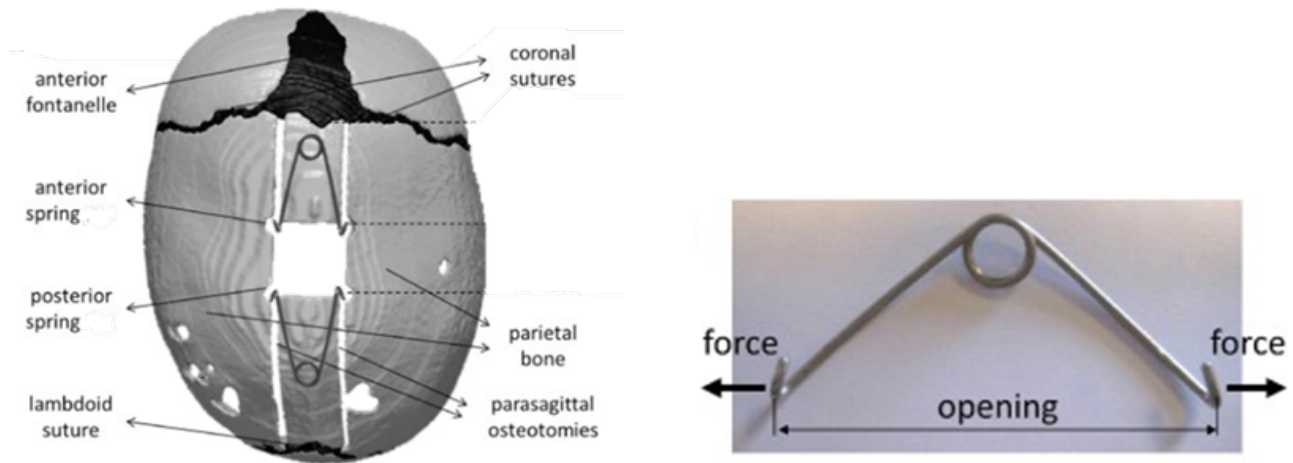 anterior
fontanelle
coronal
sutures
anterior
spring
posterior
spring
parietal
bone
lambdoid
suture
parasagittal
osteotomies
force
force
opening